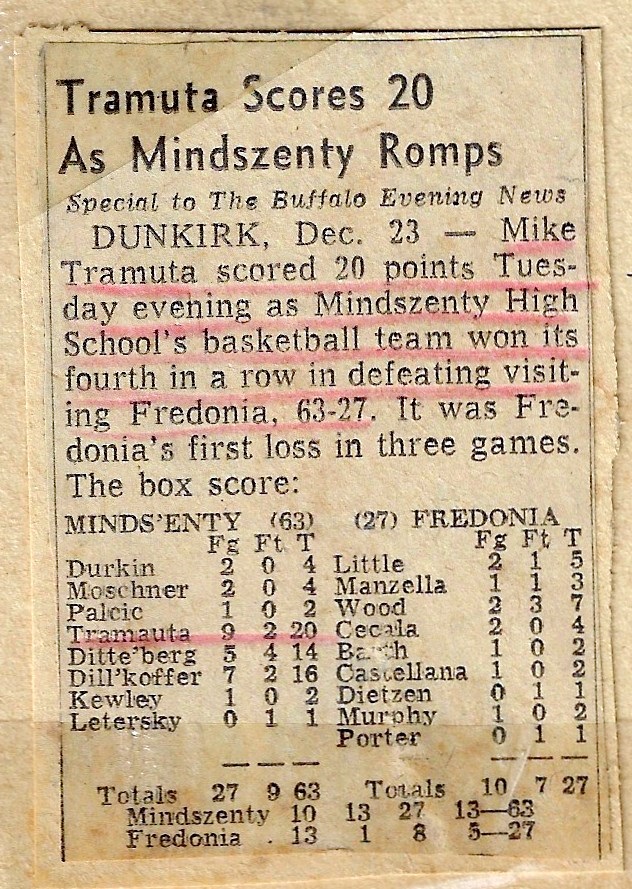 Tramuta Scores 20
As Mindszenty Romps
Special to The Buffalo Evening News
DUNKIRK, Dec. 23 — Mike
Tramuta scored 20 points Tues-
day evening as Mindszenty High
School's basketball team won its
fourth in a row in defeating visit-
ing Fredonia, 63-27. It was Fre-
donia's first loss in three games.
The box score:
MINDS'ENTY (63) (27) FREDONIA
Fg Ft T Fg Ft T
Durkin 2 0 4 Little 2 1 5
Moschner 2 0 4 Manzella 1 1 3
Palcic 1 0 2 Wood 2 3 7
Tramauta 9 2 20 Cecala 2 0 4
Ditte'berg 5 4 14 Barth 1 0 2
Dill'koffer 7 2 16 Castellana 1 0 2
Kewley 1 0 2 Dietzen 0 1 1
Letersky 0 1 1 Murphy 1 0 2
Porter 0 1 1
Totals 27 9 63 Totals 10 7 27
Mindszenty 10 13 27 13—63
Fredonia . 13 1 8 5—27